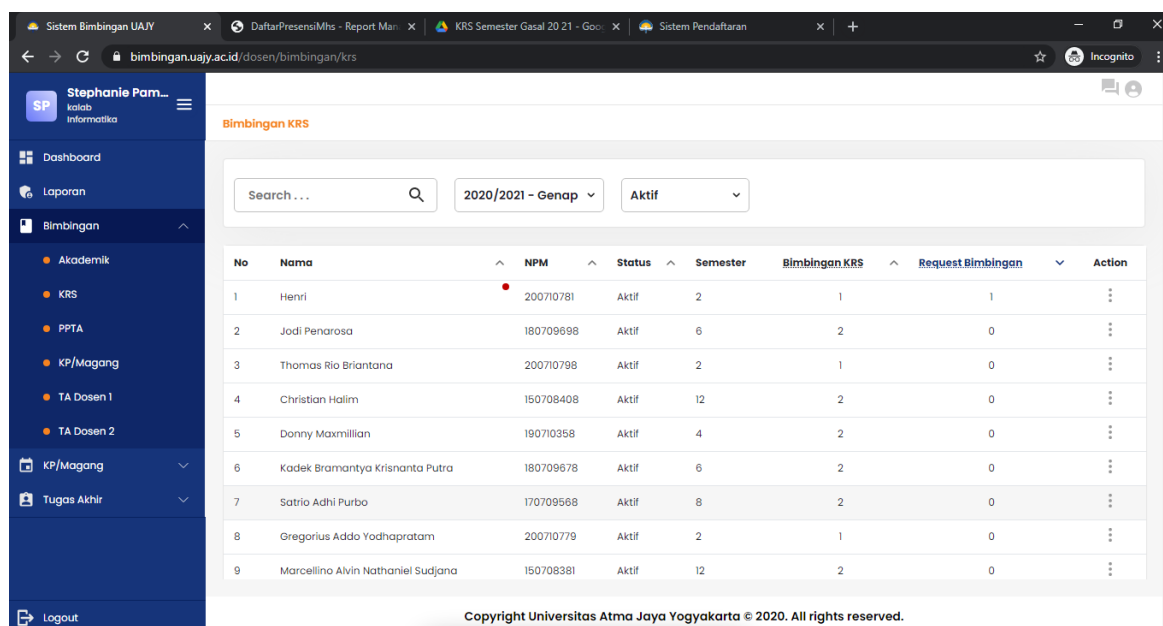 Sistem Bimbingan UAJY
DaftarPresensiMhs - Report Man
KRS Semester Gasal 20 21 - Goo
Sistem Pendaftaran
bimbingan.uajy.ac.id/dosen/bimbingan/krs
Incognito
SP
Stephanie Pam...
kalab
Informatika
Bimbingan KRS
Dashboard
Laporan
Bimbingan
Akademik
KRS
PPTA
KP/Magang
TA Dosen 1
TA Dosen 2
KP/Magang
Tugas Akhir
Logout
Search . . .
2020/2021 - Genap
Aktif
No Nama NPM Status Semester Bimbingan KRS Request Bimbingan Action
1 Henri 200710781 Aktif 2 1 1
2 Jodi Penarosa 180709698 Aktif 6 2 0
3 Thomas Rio Briantana 200710798 Aktif 2 1 0
4 Christian Halim 150708408 Aktif 12 2 0
5 Donny Maxmillian 190710358 Aktif 4 2 0
6 Kadek Bramantya Krisnanta Putra 180709678 Aktif 6 2 0
7 Satrio Adhi Purbo 170709568 Aktif 8 2 0
8 Gregorius Addo Yodhapratam 200710779 Aktif 2 1 0
9 Marcellino Alvin Nathaniel Sudjana 150708381 Aktif 12 2 0
Copyright Universitas Atma Jaya Yogyakarta © 2020. All rights reserved.